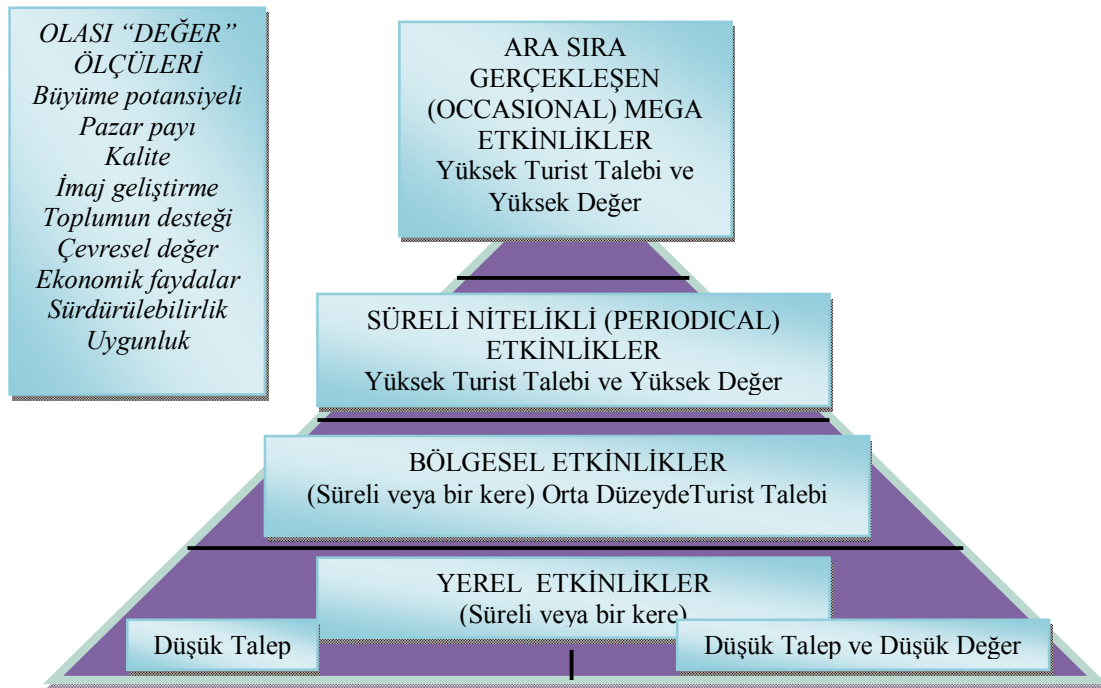 OLASI “DEĞER”
ÖLÇÜLERİ
Büyüme potansiyeli
Pazar payı
Kalite
İmaj geliştirme
Toplumun desteği
Çevresel değer
Ekonomik faydalar
Sürdürülebilirlik
Uygunluk
ARA SIRA
GERÇEKLEŞEN
(OCCASIONAL) MEGA
ETKİNLİKLER
Yüksek Turist Talebi ve
Yüksek Değer
SÜRELİ NİTELİKLİ (PERIODICAL)
ETKİNLİKLER
Yüksek Turist Talebi ve Yüksek Değer
BÖLGESEL ETKİNLİKLER
(Süreli veya bir kere) Orta DüzeydeTurist Talebi
YEREL ETKİNLİKLER
(Süreli veya bir kere)
Düşük Talep
Düşük Talep ve Düşük Değer